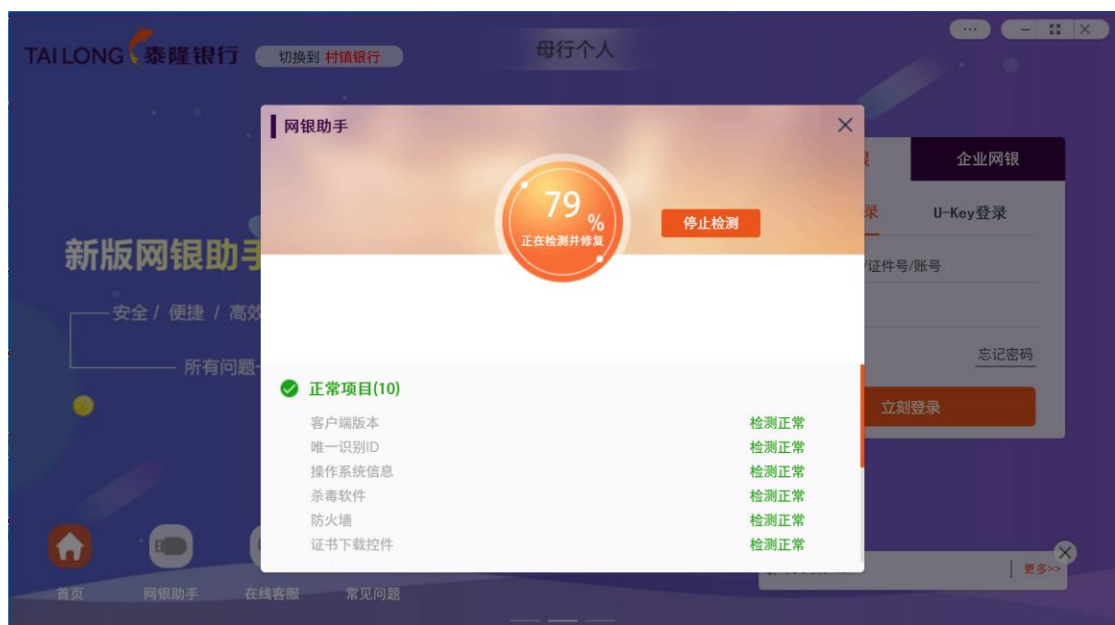 TAILONG 泰隆银行
切换到 村镇银行
母行个人
网银助手
79 %
正在检测并修复
停止检测
企业网银
录
U-Key登录
/证件号/账号
忘记密码
立刻登录
新版网银助手
安全 / 便捷 / 高效
所有问题
正常项目(10)
客户端版本 检测正常
唯一识别ID 检测正常
操作系统信息 检测正常
杀毒软件 检测正常
防火墙 检测正常
证书下载控件 检测正常
更多>>
首页
网银助手
在线客服
常见问题